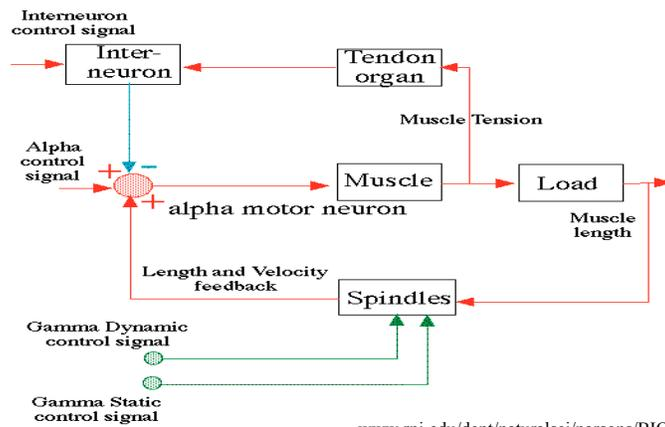 Interneuron
control signal
Inter-
neuron
Tendon
organ
Muscle Tension
Alpha
control
signal
+
−
+
alpha motor neuron
Muscle
Load
Muscle
length
Length and Velocity
feedback
Spindles
Gamma Dynamic
control signal
Gamma Static
control signal